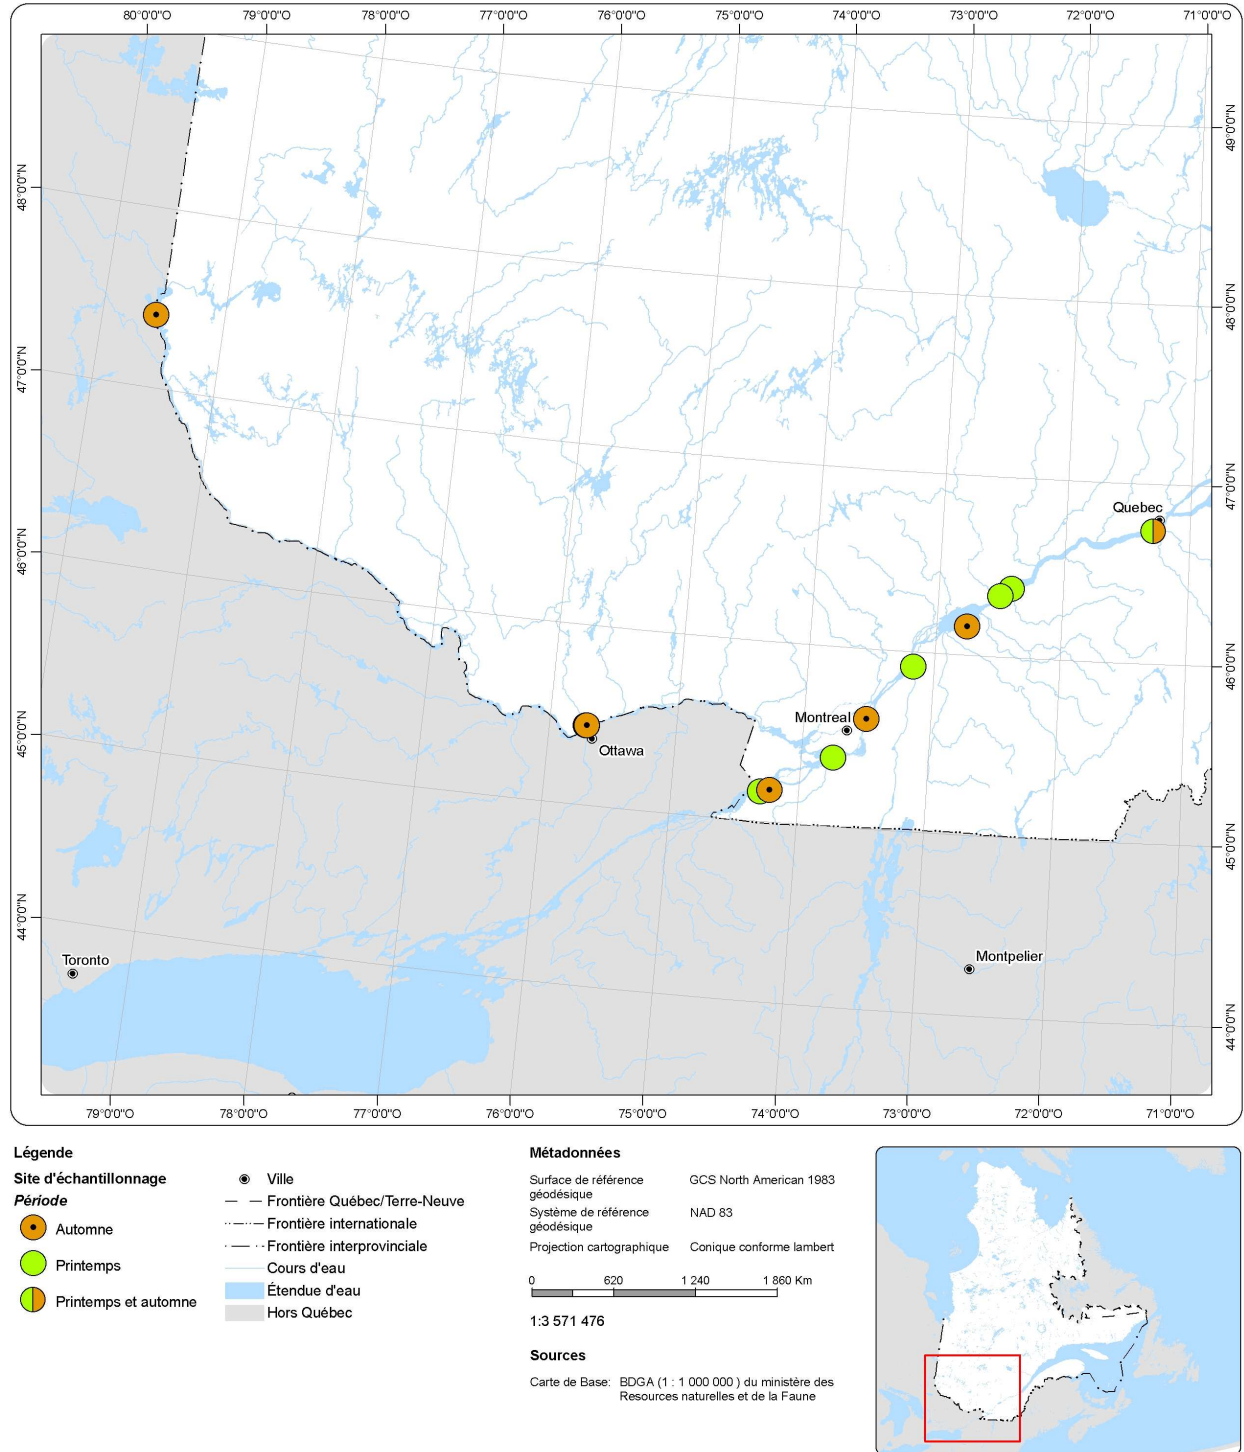 80°0'0"O 79°0'0"O 78°0'0"O 77°0'0"O 76°0'0"O 75°0'0"O 74°0'0"O 73°0'0"O 72°0'0"O 71°0'0"O
49°0'0"N
48°0'0"N
48°0'0"N
47°0'0"N
47°0'0"N
Quebec
46°0'0"N
46°0'0"N
Montreal
45°0'0"N
Ottawa
45°0'0"N
44°0'0"N
Toronto
Montpelier
44°0'0"N
79°0'0"O 78°0'0"O 77°0'0"O 76°0'0"O 75°0'0"O 74°0'0"O 73°0'0"O 72°0'0"O 71°0'0"O
Légende
Site d'échantillonnage
Période
Automne
Printemps
Printemps et automne
Ville
Frontière Québec/Terre-Neuve
Frontière internationale
Frontière interprovinciale
Cours d'eau
Étendue d'eau
Hors Québec
Métadonnées
Surface de référence géodésique GCS North American 1983
Système de référence géodésique NAD 83
Projection cartographique Conique conforme lambert
0 620 1 240 1 860 Km
1:3 571 476
Sources
Carte de Base: BDGA (1 : 1 000 000 ) du ministère des
Resources naturelles et de la Faune